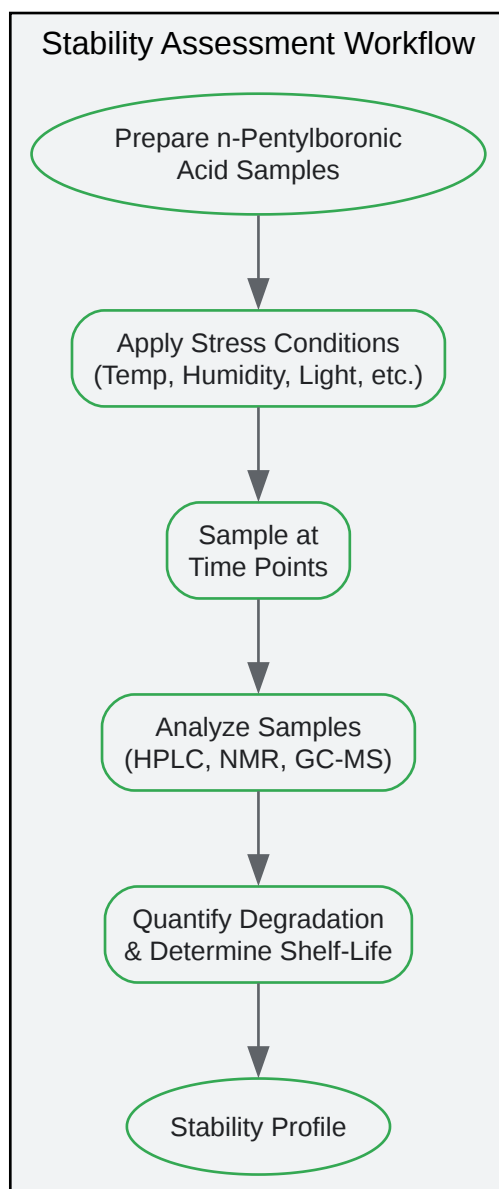 Stability Assessment Workflow
Prepare n-Pentylboronic
Acid Samples
Apply Stress Conditions
(Temp, Humidity, Light, etc.)
Sample at
Time Points
Analyze Samples
(HPLC, NMR, GC-MS)
Quantify Degradation
& Determine Shelf-Life
Stability Profile